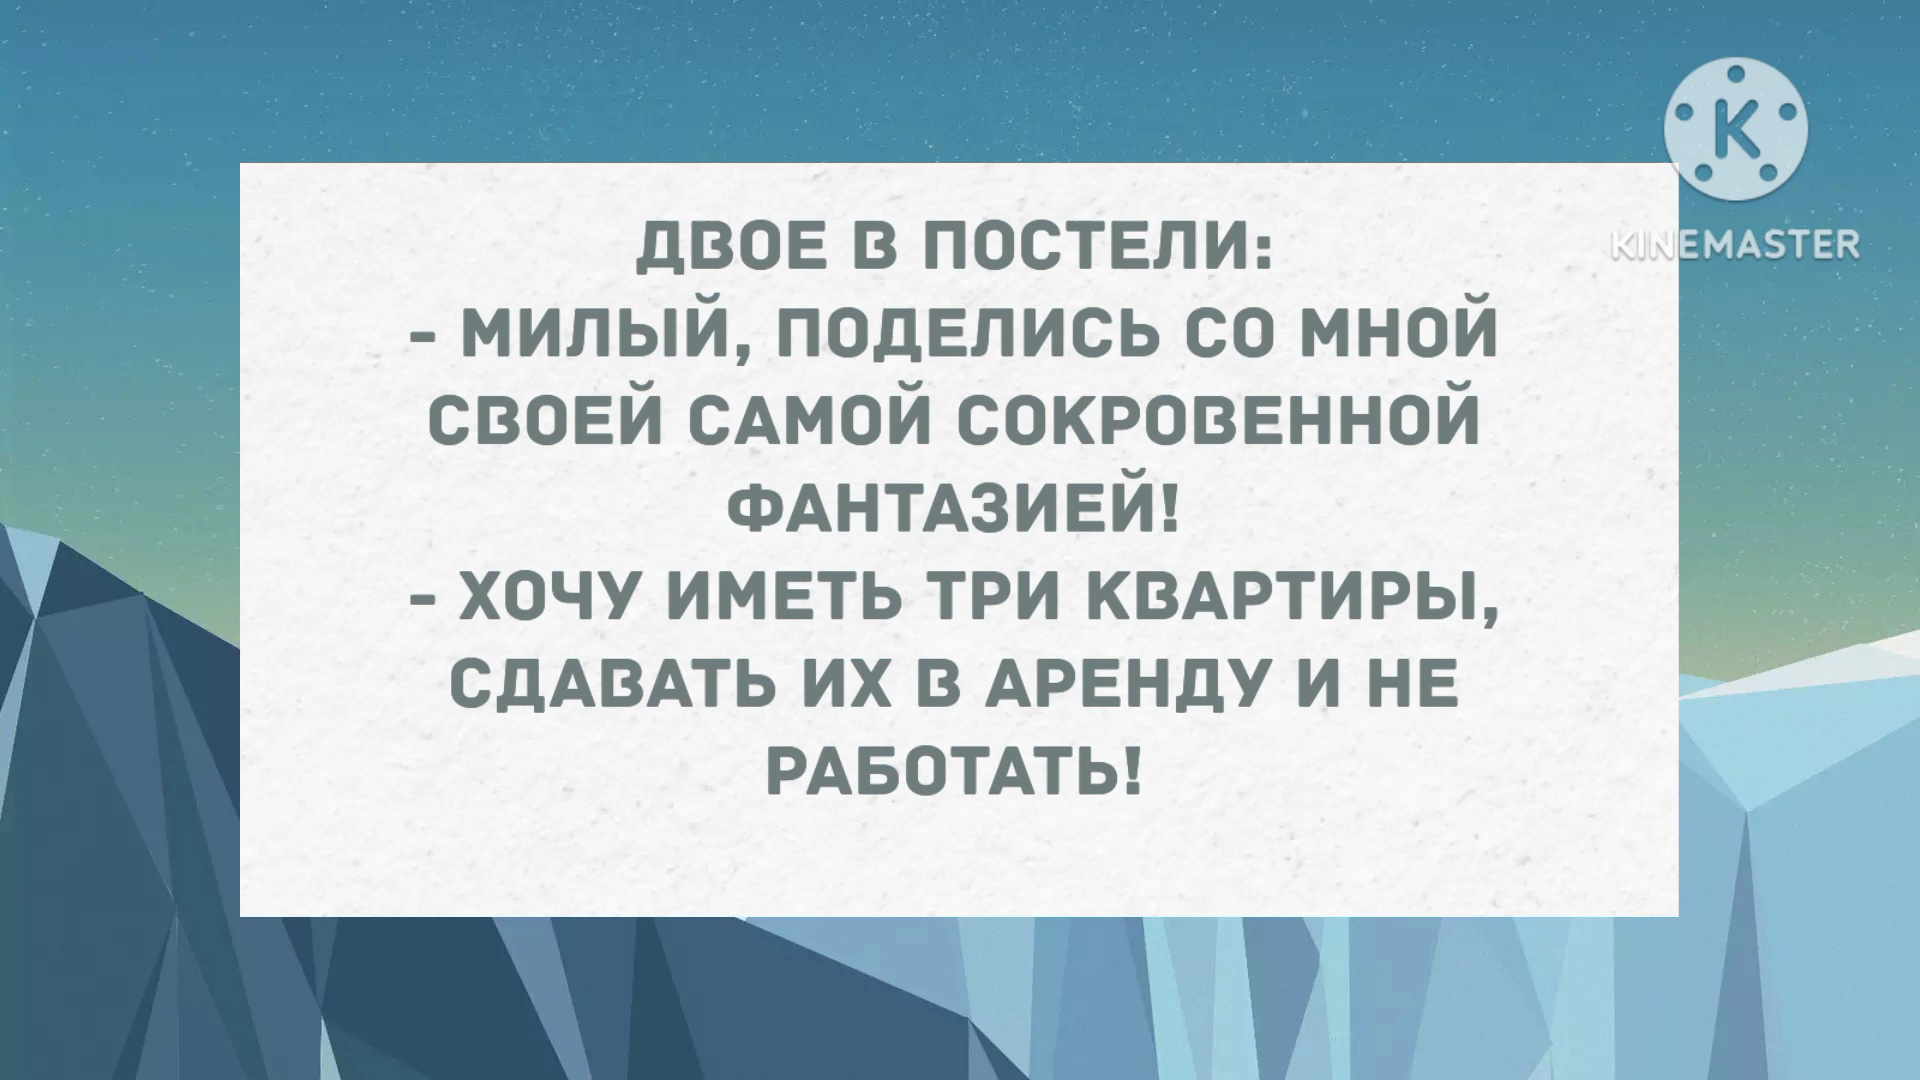 ДВОЕ В ПОСТЕЛИ:
- МИЛЫЙ, ПОДЕЛИСЬ СО МНОЙ
СВОЕЙ САМОЙ СОКРОВЕННОЙ
ФАНТАЗИЕЙ!
- ХОЧУ ИМЕТЬ ТРИ КВАРТИРЫ,
СДАВАТЬ ИХ В АРЕНДУ И НЕ
РАБОТАТЬ!
K
KINEMASTER